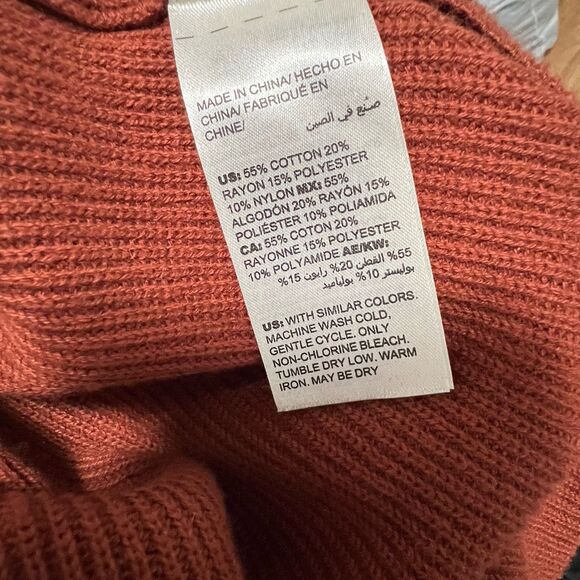 MADE IN CHINA/ HECHO EN
CHINA/ FABRIQUÉ EN
CHINE/
صنع في الصين
US: 55% COTTON 20%
RAYON 15% POLYESTER
10% NYLON MX: 55%
ALGODÓN 20% RAYÓN 15%
POLIÉSTER 10% POLIAMIDA
CA: 55% COTON 20%
RAYONNE 15% POLYESTER
10% POLYAMIDE AE/KW:
55% القطن 20% رايون 15%
بوليستر 10% بولياميد
US: WITH SIMILAR COLORS.
MACHINE WASH COLD,
GENTLE CYCLE. ONLY
NON-CHLORINE BLEACH.
TUMBLE DRY LOW. WARM
IRON. MAY BE DRY